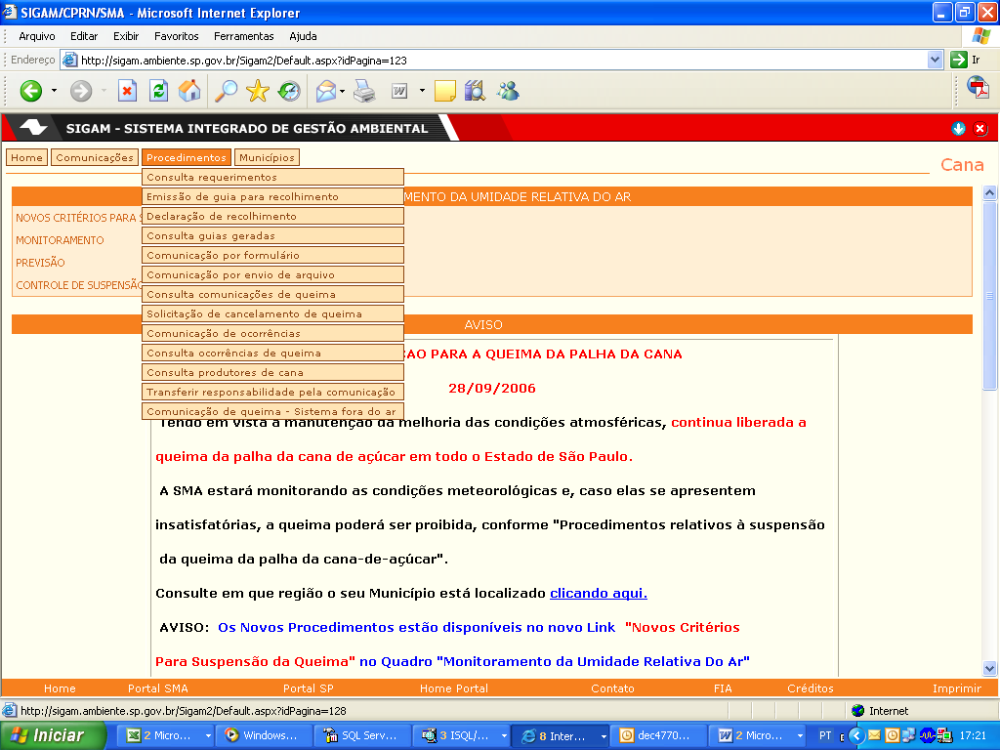 SIGAM/CPRN/SMA - Microsoft Internet Explorer
Arquivo Editar Exibir Favoritos Ferramentas Ajuda
Endereço http://sigam.ambiente.sp.gov.br/Sigam2/Default.aspx?idPagina=123 Ir
SIGAM - SISTEMA INTEGRADO DE GESTÃO AMBIENTAL
Home Comunicações Procedimentos Municípios
Cana
Consulta requerimentos
Emissão de guia para recolhimento
Declaração de recolhimento
Consulta guias geradas
Comunicação por formulário
Comunicação por envio de arquivo
Consulta comunicações de queima
Solicitação de cancelamento de queima
Comunicação de ocorrências
Consulta ocorrências de queima
Consulta produtores de cana
Transferir responsabilidade pela comunicação
Comunicação de queima - Sistema fora do ar
MENTO DA UMIDADE RELATIVA DO AR
NOVOS CRITÉRIOS PARA S
MONITORAMENTO
PREVISÃO
CONTROLE DE SUSPENSÃO
AVISO
CAO PARA A QUEIMA DA PALHA DA CANA
28/09/2006
Tendo em vista a manutenção da melhoria das condições atmosféricas, continua liberada a
queima da palha da cana de açúcar em todo o Estado de São Paulo.
A SMA estará monitorando as condições meteorológicas e, caso elas se apresentem
insatisfatórias, a queima poderá ser proibida, conforme "Procedimentos relativos à suspensão
da queima da palha da cana-de-açúcar".
Consulte em que região o seu Município está localizado clicando aqui.
AVISO: Os Novos Procedimentos estão disponíveis no novo Link "Novos Critérios
Para Suspensão da Queima" no Quadro "Monitoramento da Umidade Relativa Do Ar"
Home Portal SMA Portal SP Home Portal Contato FIA Créditos Imprimir
http://sigam.ambiente.sp.gov.br/Sigam2/Default.aspx?idPagina=128 Internet
Iniciar 2 Micro... Windows... SQL Serv... 3 ISQL/... 8 Inter... dec4770... 2 Micro... PT 17:21